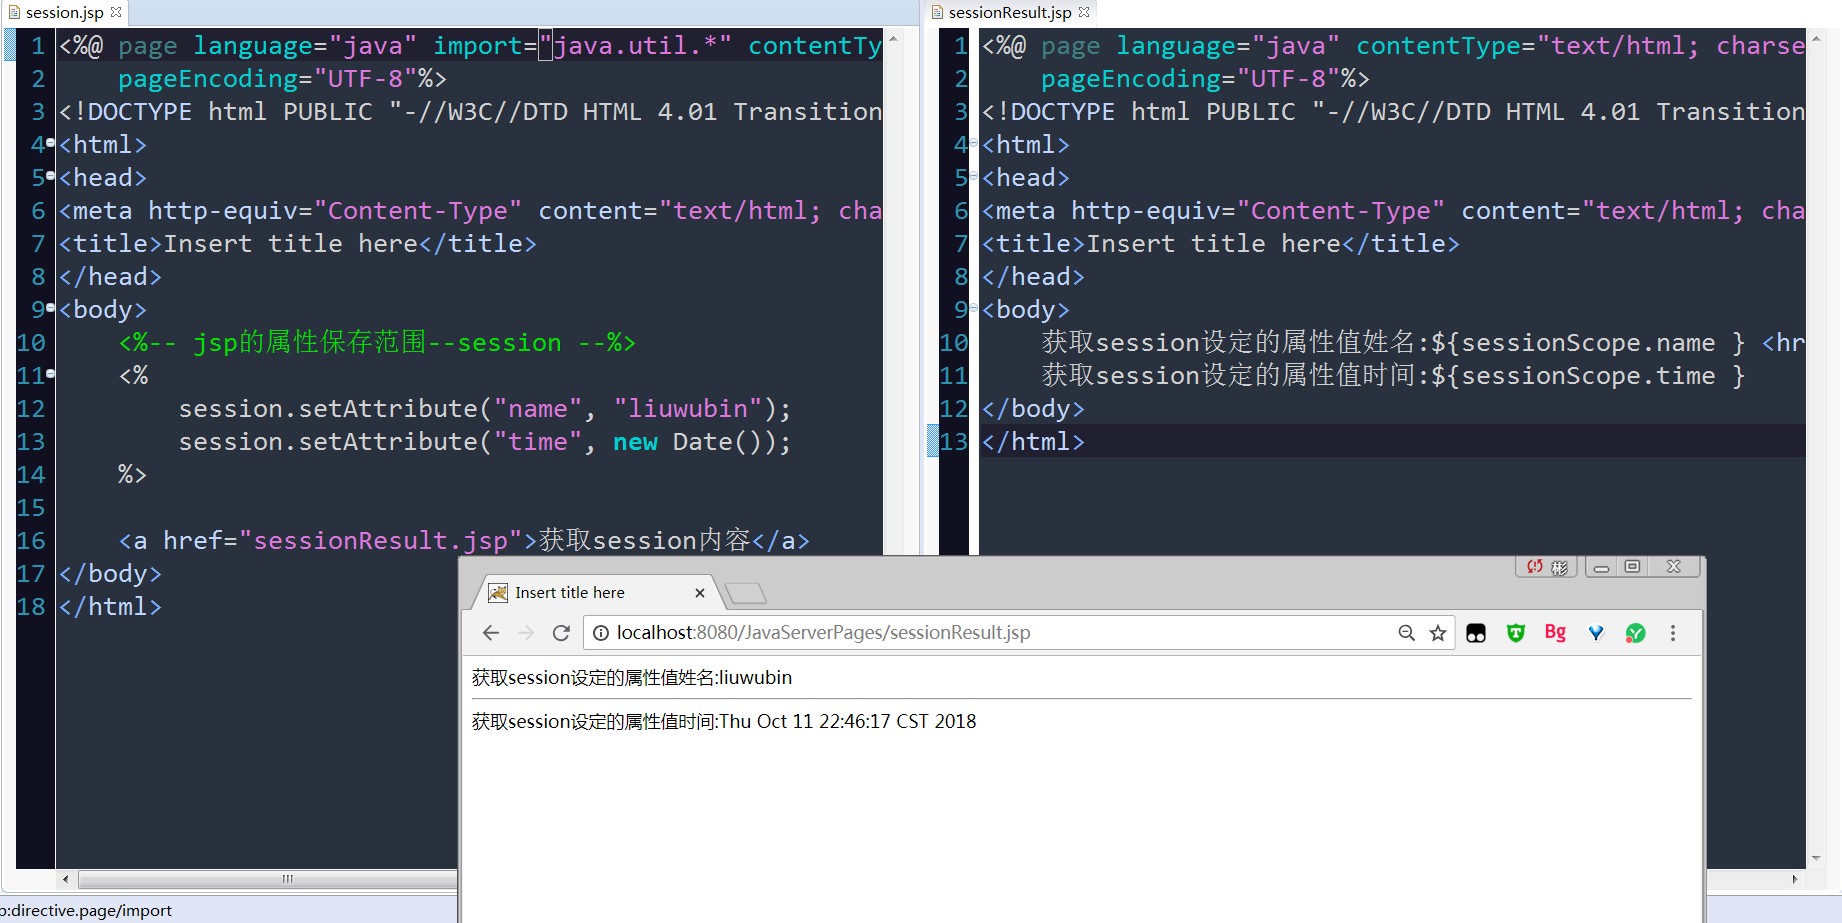 session.jsp
1 <%@ page language="java" import="java.util.*" contentTy
2 pageEncoding="UTF-8"%>
3 <!DOCTYPE html PUBLIC "-//W3C//DTD HTML 4.01 Transition
4 <html>
5 <head>
6 <meta http-equiv="Content-Type" content="text/html; cha
7 <title>Insert title here</title>
8 </head>
9 <body>
10 <%-- jsp的属性保存范围--session --%>
11 <%
12 session.setAttribute("name", "liuwubin");
13 session.setAttribute("time", new Date());
14 %>
15
16 <a href="sessionResult.jsp">获取session内容</a>
17 </body>
18 </html>
p:directive.page/import
sessionResult.jsp
1 <%@ page language="java" contentType="text/html; charse
2 pageEncoding="UTF-8"%>
3 <!DOCTYPE html PUBLIC "-//W3C//DTD HTML 4.01 Transition
4 <html>
5 <head>
6 <meta http-equiv="Content-Type" content="text/html; cha
7 <title>Insert title here</title>
8 </head>
9 <body>
10 获取session设定的属性值姓名:${sessionScope.name } <hr
11 获取session设定的属性值时间:${sessionScope.time }
12 </body>
13 </html>
彬
Insert title here
localhost:8080/JavaServerPages/sessionResult.jsp
Bg
获取session设定的属性值姓名:liuwubin
获取session设定的属性值时间:Thu Oct 11 22:46:17 CST 2018